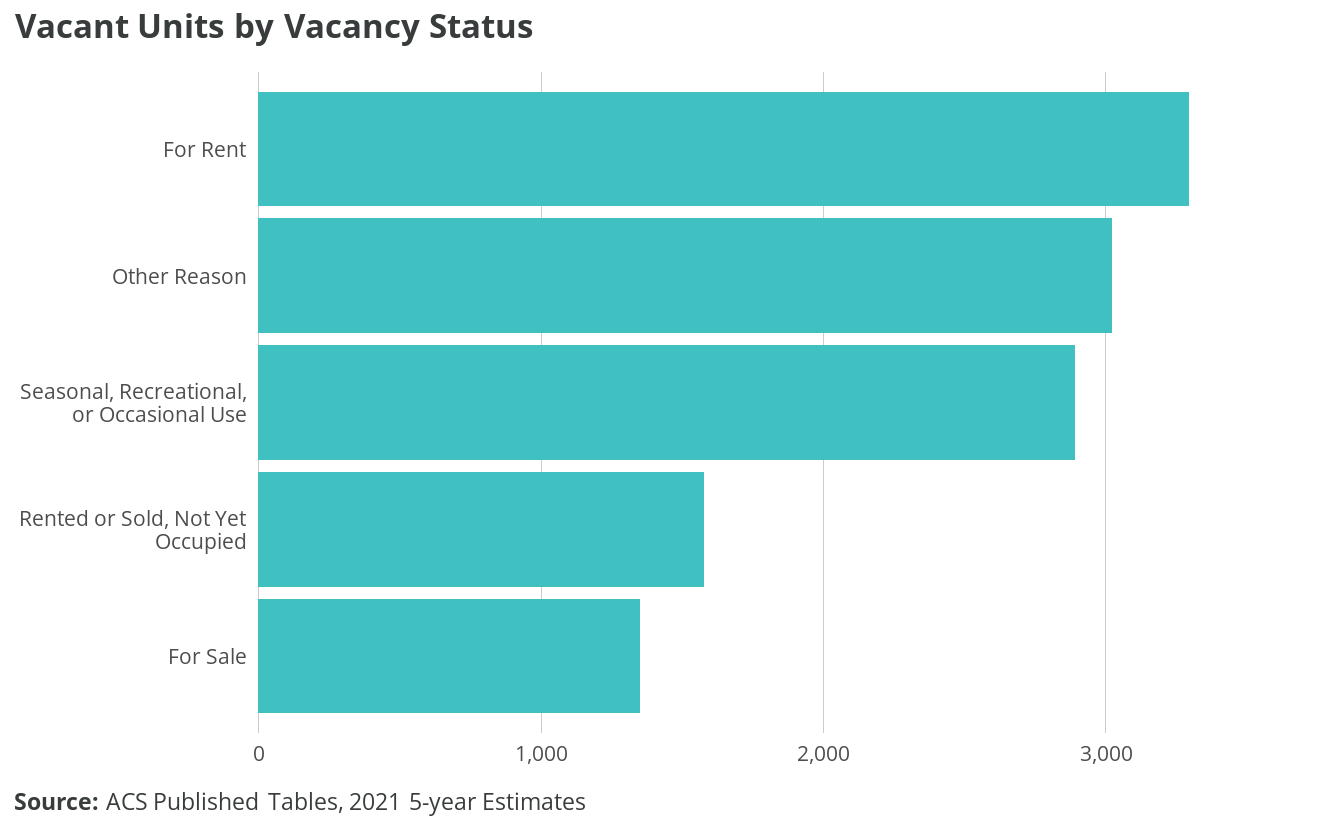 Vacant Units by Vacancy Status
For Rent
Other Reason
Seasonal, Recreational,
or Occasional Use
Rented or Sold, Not Yet
Occupied
For Sale
0 1,000 2,000 3,000
Source: ACS Published Tables, 2021 5-year Estimates